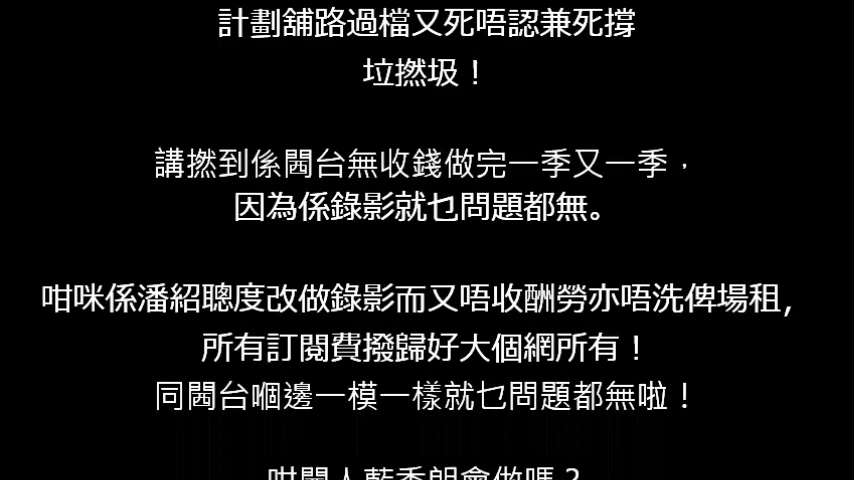 計劃舖路過檔又死唔認兼死撐
垃撚圾！
講撚到係閪台無收錢做完一季又一季，
因為係錄影就乜問題都無。
咁咪係潘紹聰度改做錄影而又唔收酬勞亦唔洗俾場租，
所有訂閱費撥歸好大個網所有！
同閪台嗰邊一模一樣就乜問題都無啦！